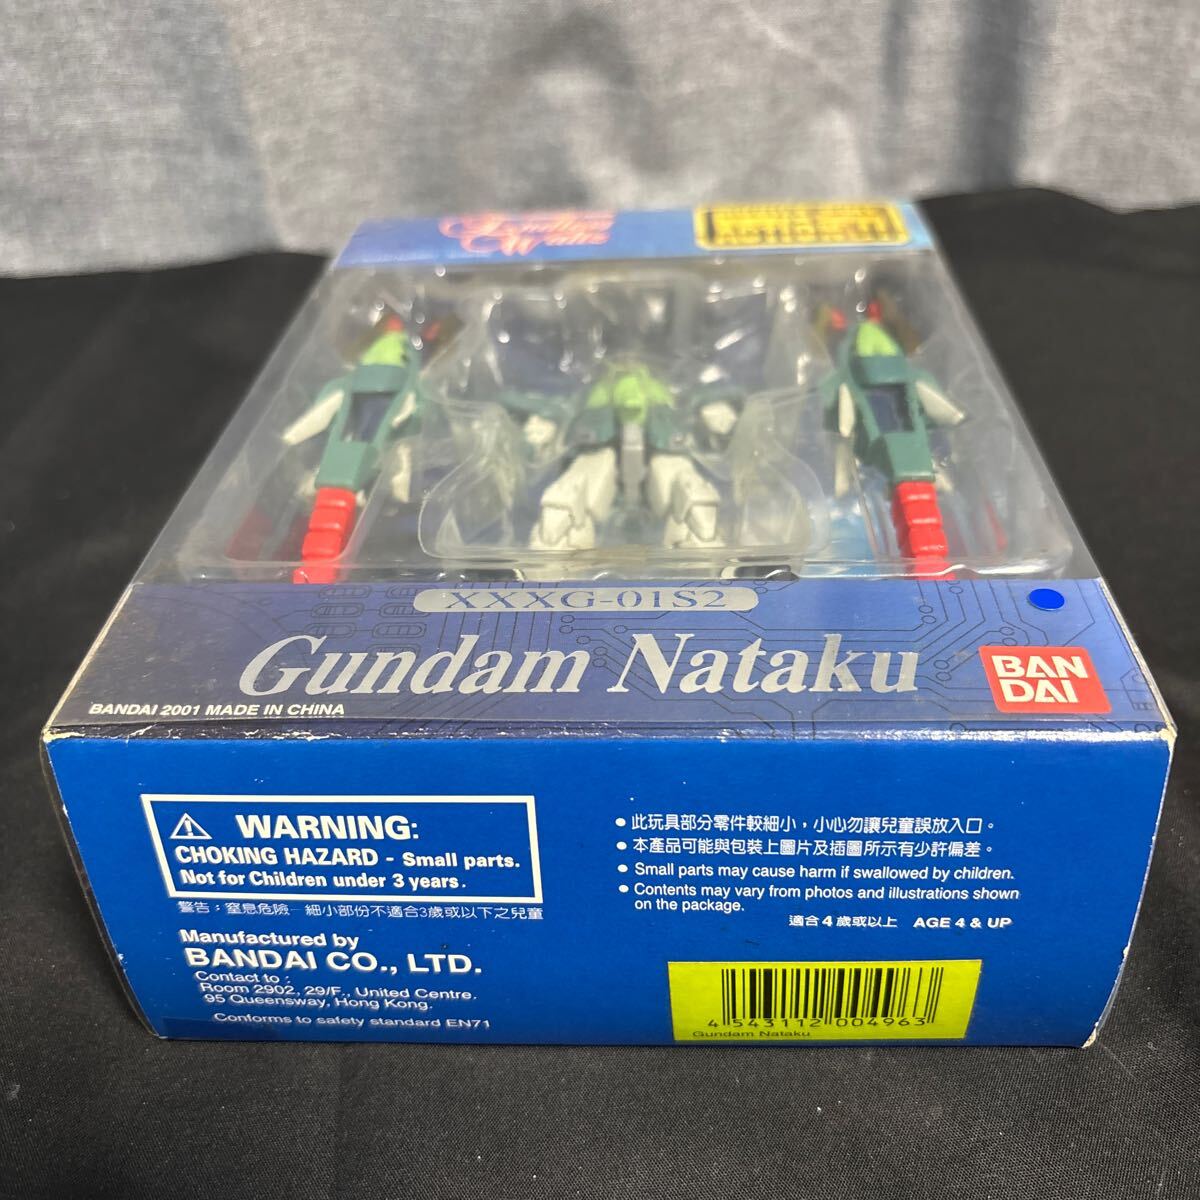 Endless
Waltz
XXXG-01S2
Gundam Nataku
BAN
DAI
BANDAI 2001 MADE IN CHINA
WARNING:
CHOKING HAZARD - Small parts.
Not for Children under 3 years.
警告：窒息危險－細小部份不適合3歲或以下之兒童
Manufactured by
BANDAI CO., LTD.
Contact to :
Room 2902, 29/F., United Centre.
95 Queensway, Hong Kong.
Conforms to safety standard EN71
• 此玩具部分零件較細小，小心勿讓兒童誤放入口。
• 本產品可能與包裝上圖片及插圖所示有少許偏差。
• Small parts may cause harm if swallowed by children.
• Contents may vary from photos and illustrations shown
on the package.
適合4歲或以上 AGE 4 & UP
4 543112 004963
Gundam Nataku